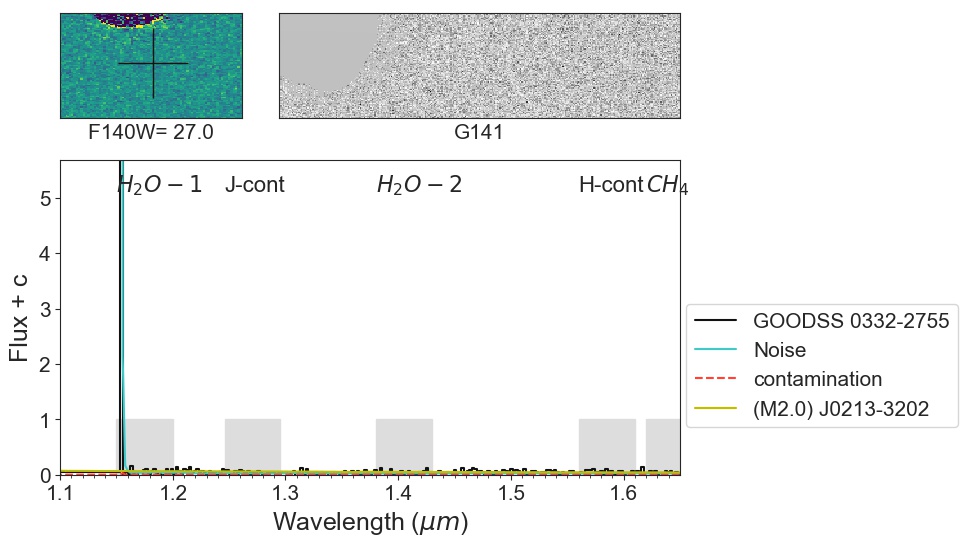 F140W= 27.0
G141
H₂O − 1
J-cont
H₂O − 2
H-cont
CH₄
5
4
3
2
1
0
Flux + c
1.1
1.2
1.3
1.4
1.5
1.6
Wavelength (μm)
GOODSS 0332-2755
Noise
contamination
(M2.0) J0213-3202